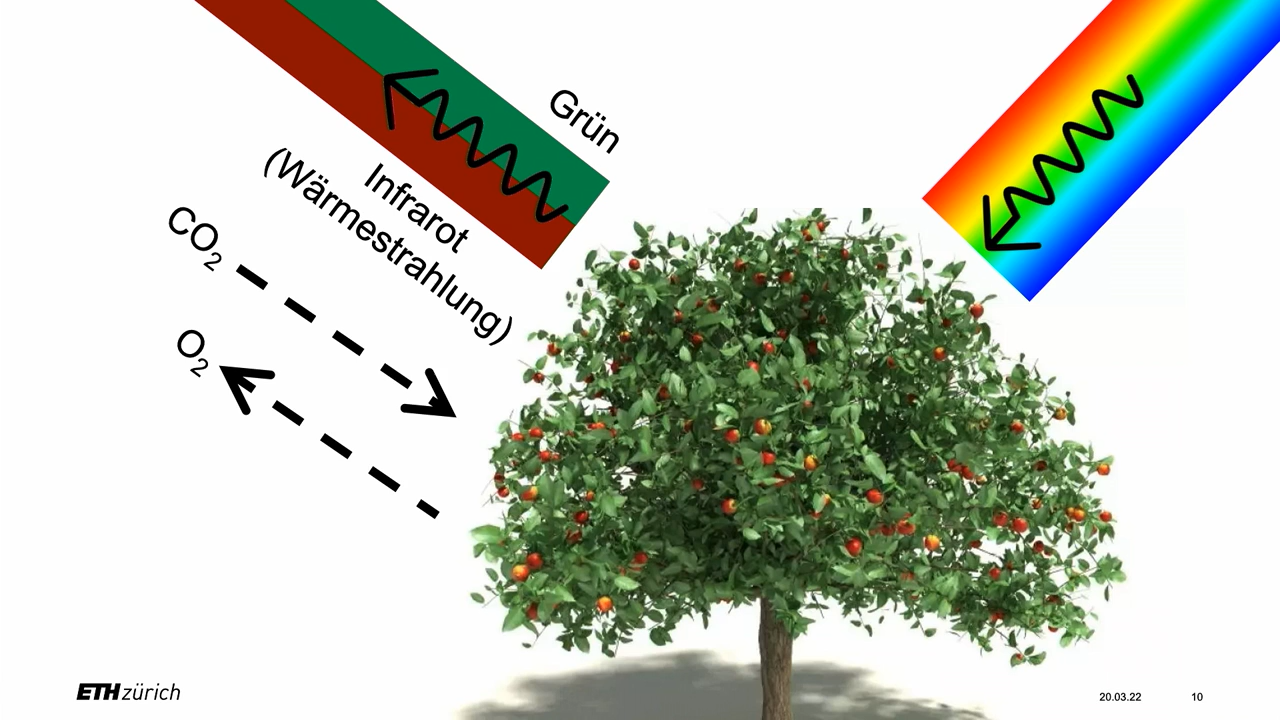 Grün
Infrarot
(Wärmestrahlung)
CO₂
O₂
ETH zürich
20.03.22
10